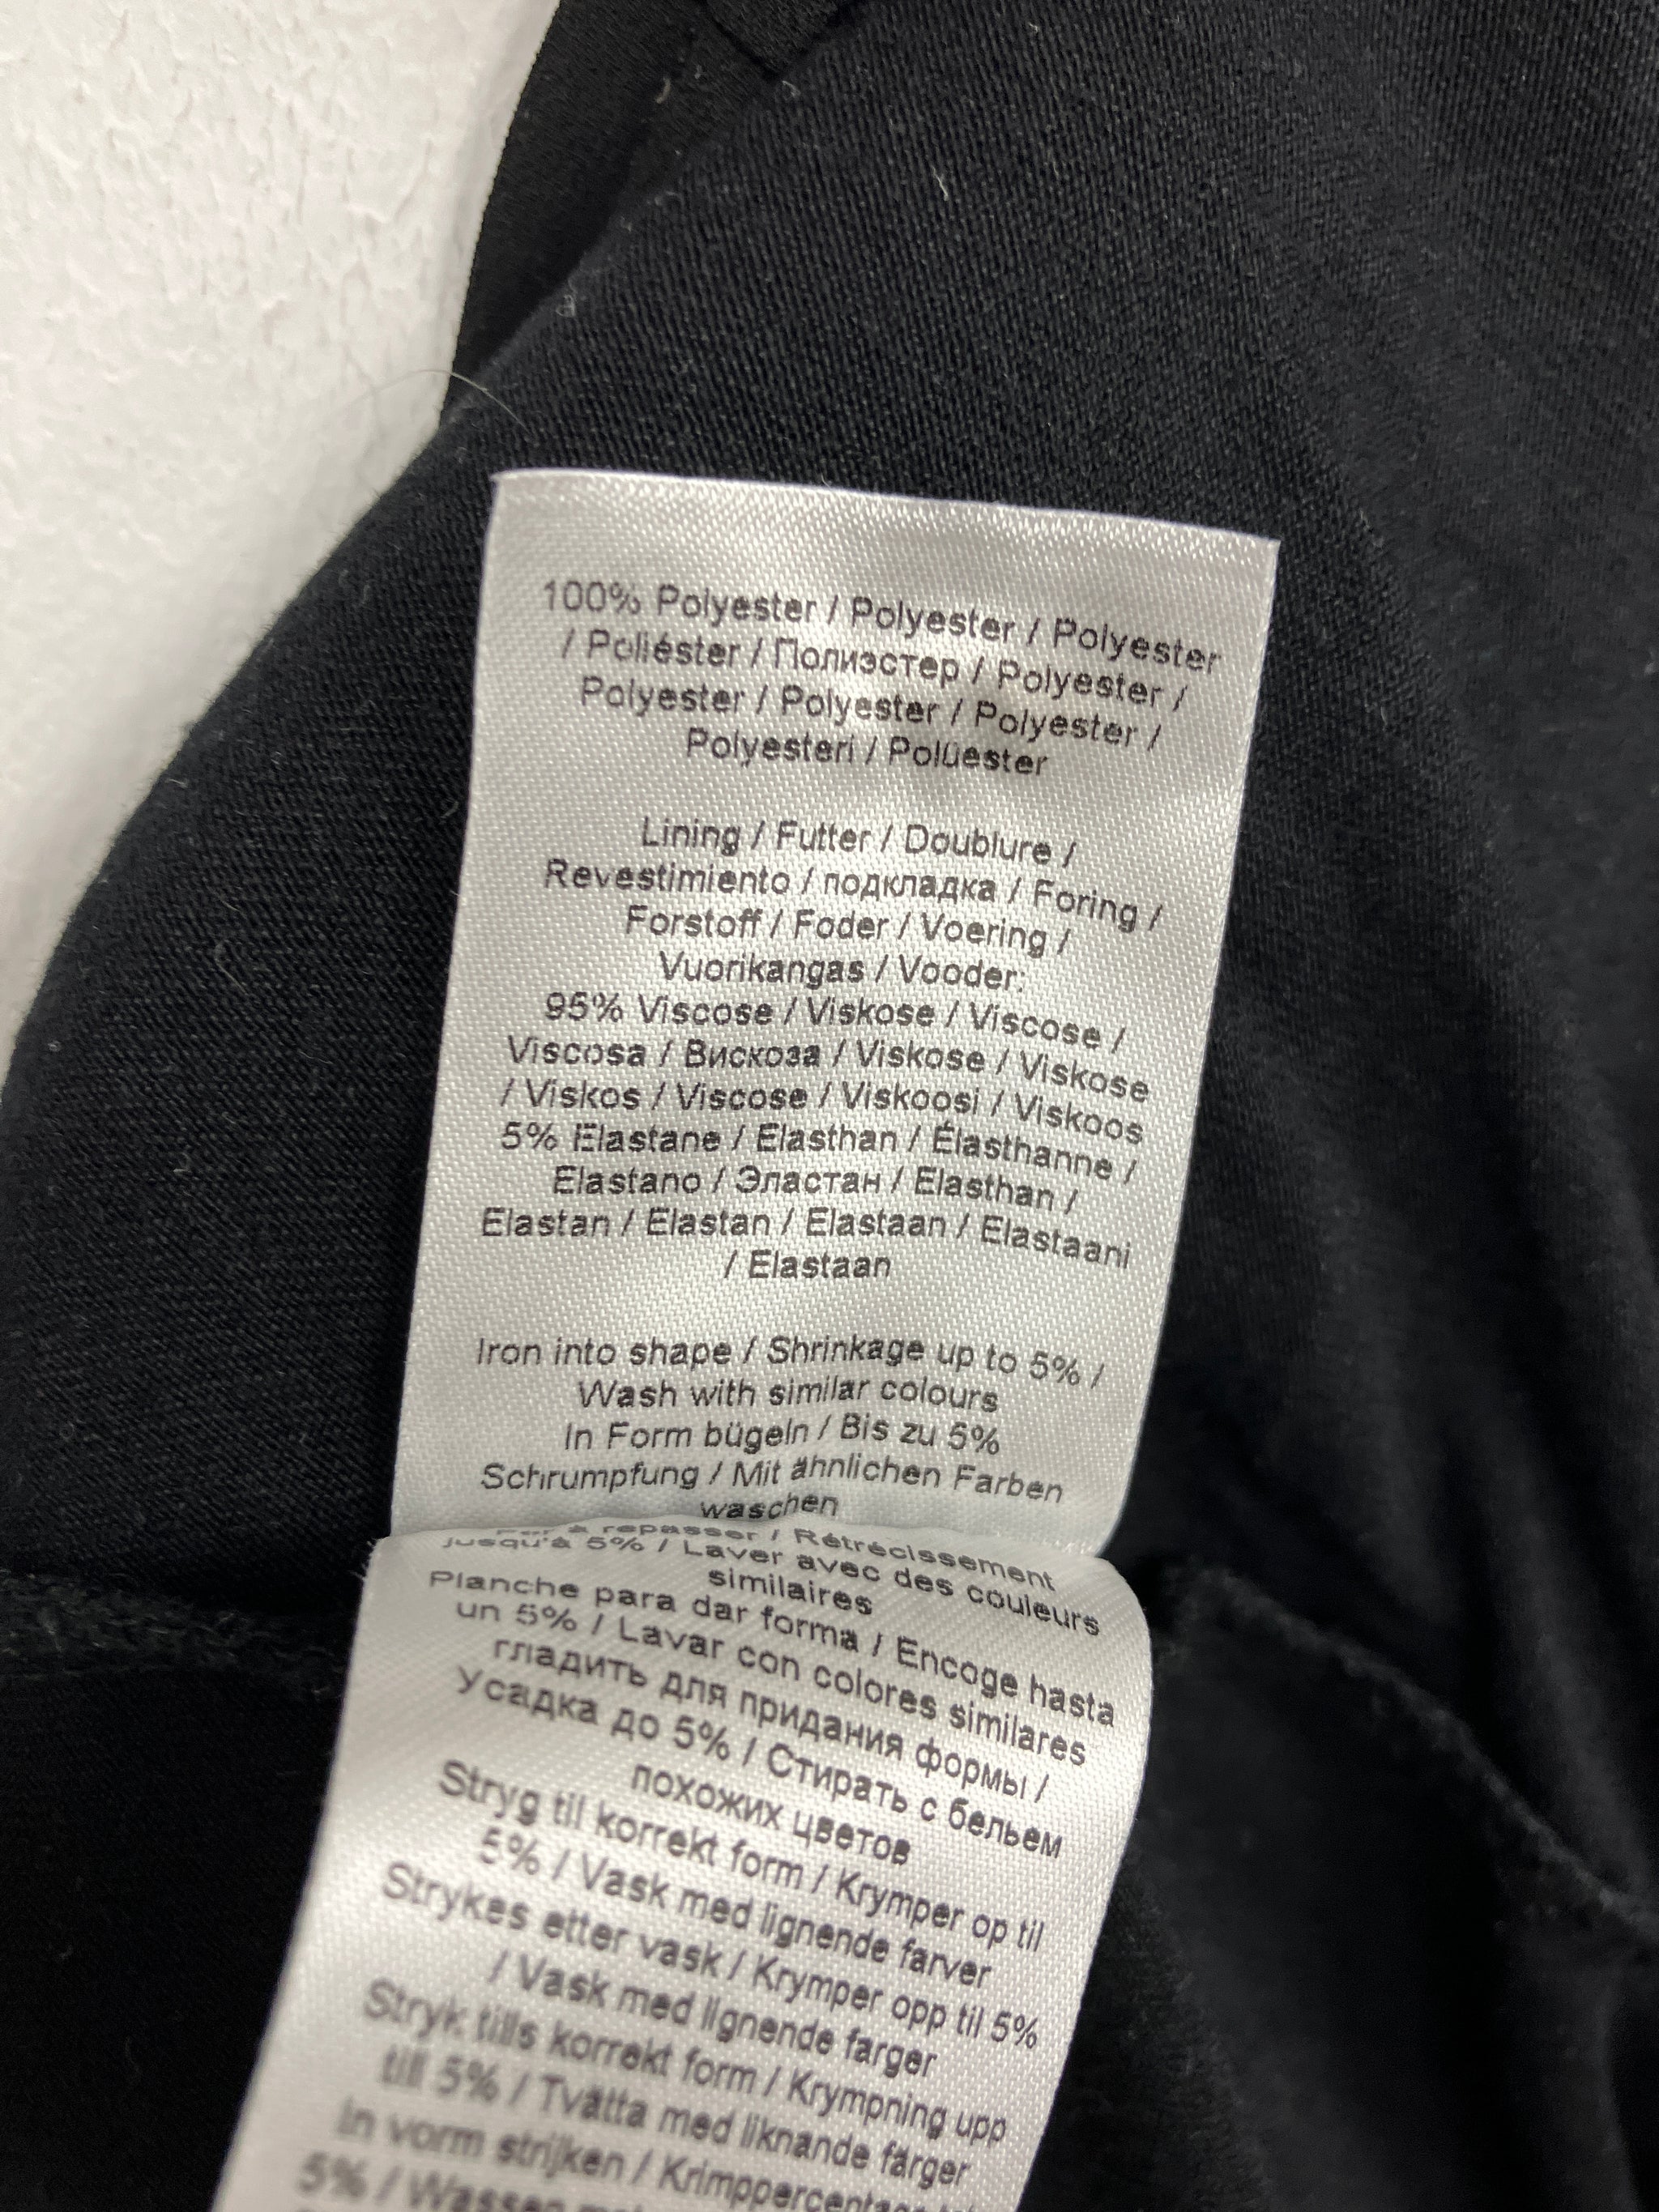 100% Polyester / Polyester / Polyester
/ Poliéster / Полиэстер / Polyester /
Polyester / Polyester / Polyester /
Polyesteri / Polüester
Lining / Futter / Doublure /
Revestimiento / подкладка / Foring /
Forstoff / Foder / Voering /
Vuorikangas / Vooder:
95% Viscose / Viskose / Viscose /
Viscosa / Вискоза / Viskose / Viskose
/ Viskos / Viscose / Viskoosi / Viskoos
5% Elastane / Elasthan / Élasthanne /
Elastano / Эластан / Elasthan /
Elastan / Elastan / Elastaan / Elastaani
/ Elastaan
Iron into shape / Shrinkage up to 5% /
Wash with similar colours
In Form bügeln / Bis zu 5%
Schrumpfung / Mit ähnlichen Farben
waschen
à repasser / Rétrécissement
jusqu'à 5% / Laver avec des couleurs
similaires
Planche para dar forma / Encoge hasta
un 5% / Lavar con colores similares
гладить для придания формы /
Усадка до 5% / Стирать с бельем
похожих цветов
Stryg til korrekt form / Krymper op til
5% / Vask med lignende farver
Strykes etter vask / Krymper opp til 5%
/ Vask med lignende farger
Stryk tills korrekt form / Krympning upp
till 5% / Tvätta med liknande färger
In vorm strijken / Krimppercentage
5% / Wassen